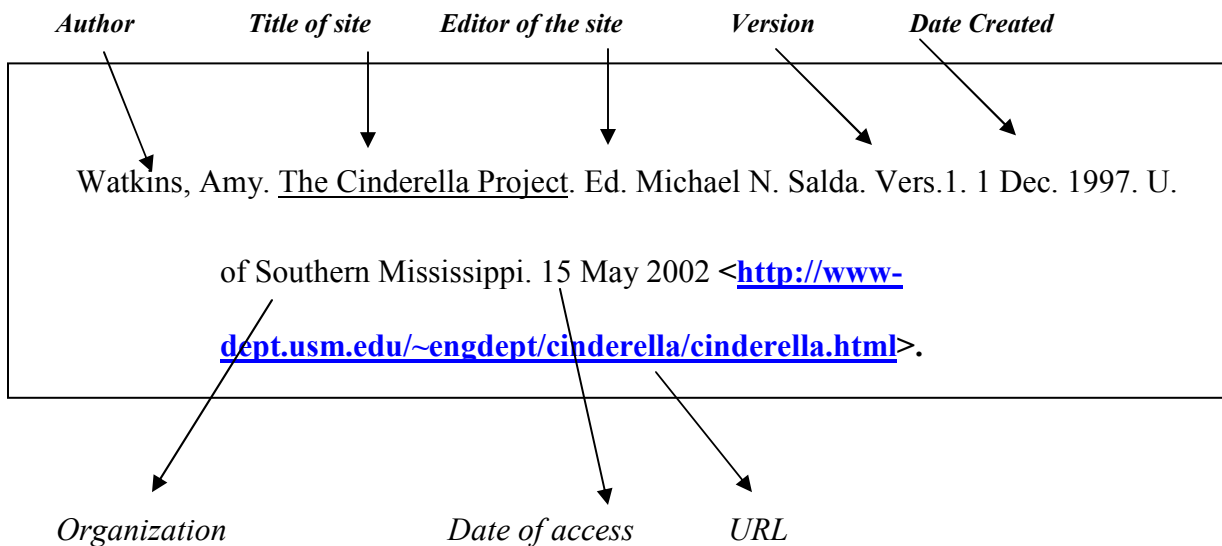 Author Title of site Editor of the site Version Date Created
Watkins, Amy. The Cinderella Project. Ed. Michael N. Salda. Vers.1. 1 Dec. 1997. U.
of Southern Mississippi. 15 May 2002 <http://www-
dept.usm.edu/~engdept/cinderella/cinderella.html>.
Organization Date of access URL